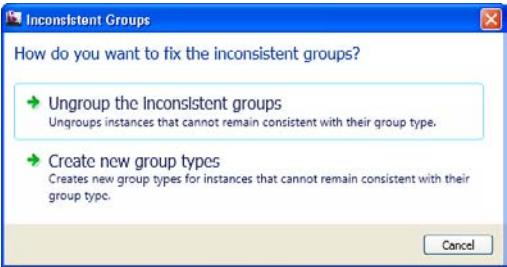 Inconsistent Groups
How do you want to fix the inconsistent groups?
Ungroup the inconsistent groups
Ungroups instances that cannot remain consistent with their group type.
Create new group types
Creates new group types for instances that cannot remain consistent with their
group type.
Cancel